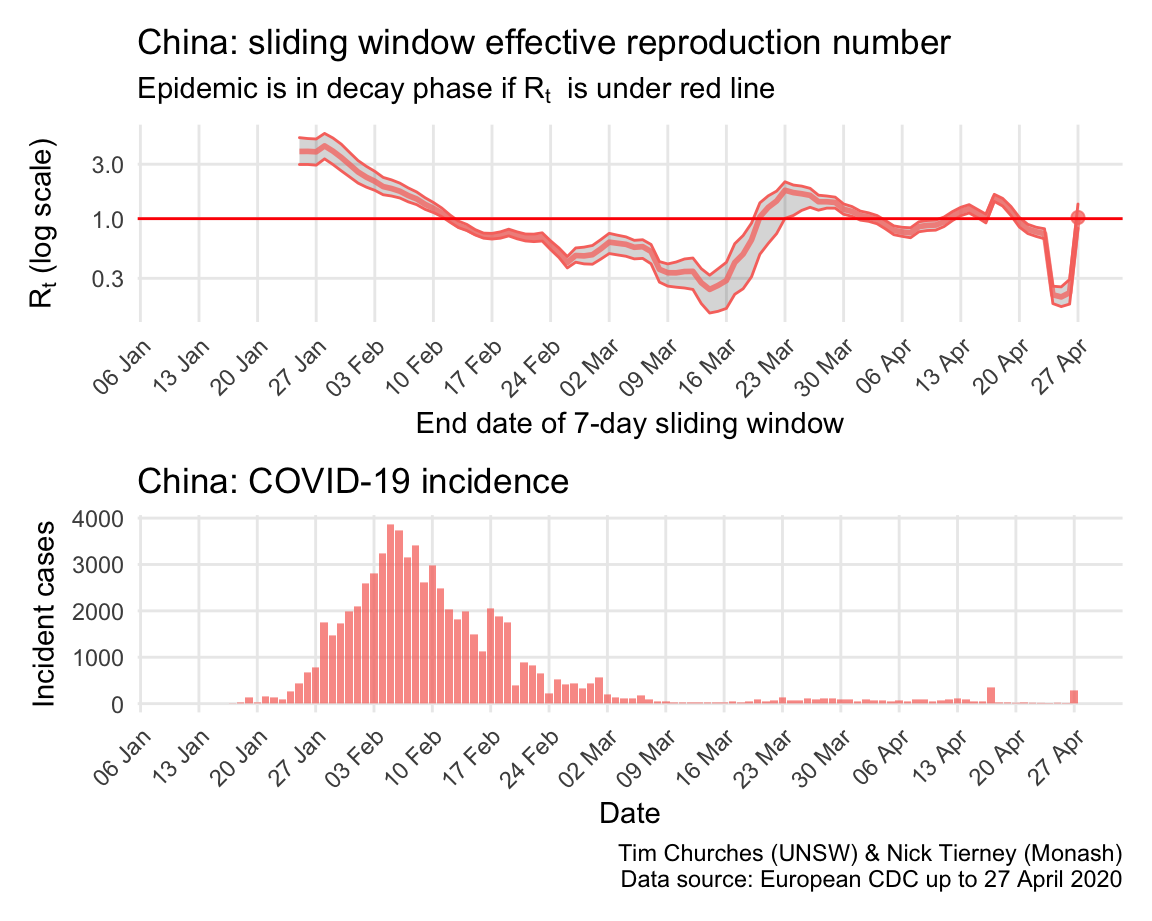 China: sliding window effective reproduction number
Epidemic is in decay phase if Rt is under red line
Rt (log scale)
3.0
1.0
0.3
06 Jan 13 Jan 20 Jan 27 Jan 03 Feb 10 Feb 17 Feb 24 Feb 02 Mar 09 Mar 16 Mar 23 Mar 30 Mar 06 Apr 13 Apr 20 Apr 27 Apr
End date of 7-day sliding window
China: COVID-19 incidence
Incident cases
4000
3000
2000
1000
0
06 Jan 13 Jan 20 Jan 27 Jan 03 Feb 10 Feb 17 Feb 24 Feb 02 Mar 09 Mar 16 Mar 23 Mar 30 Mar 06 Apr 13 Apr 20 Apr 27 Apr
Date
Tim Churches (UNSW) & Nick Tierney (Monash)
Data source: European CDC up to 27 April 2020